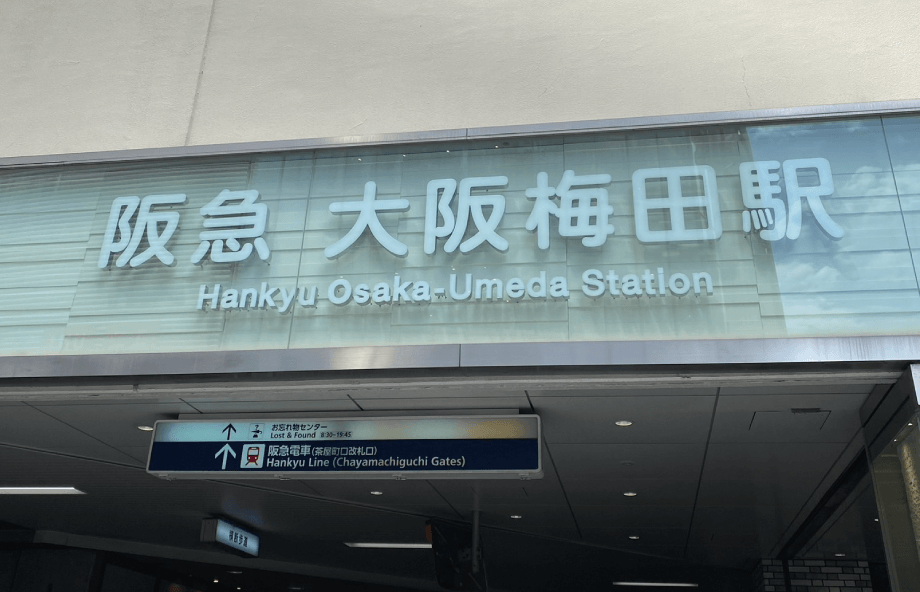 阪急 大阪梅田駅
Hankyu Osaka-Umeda Station
お忘れ物センター
Lost & Found 8:30-19:45
阪急電車(茶屋町口改札口)
Hankyu Line (Chayamachiguchi Gates)